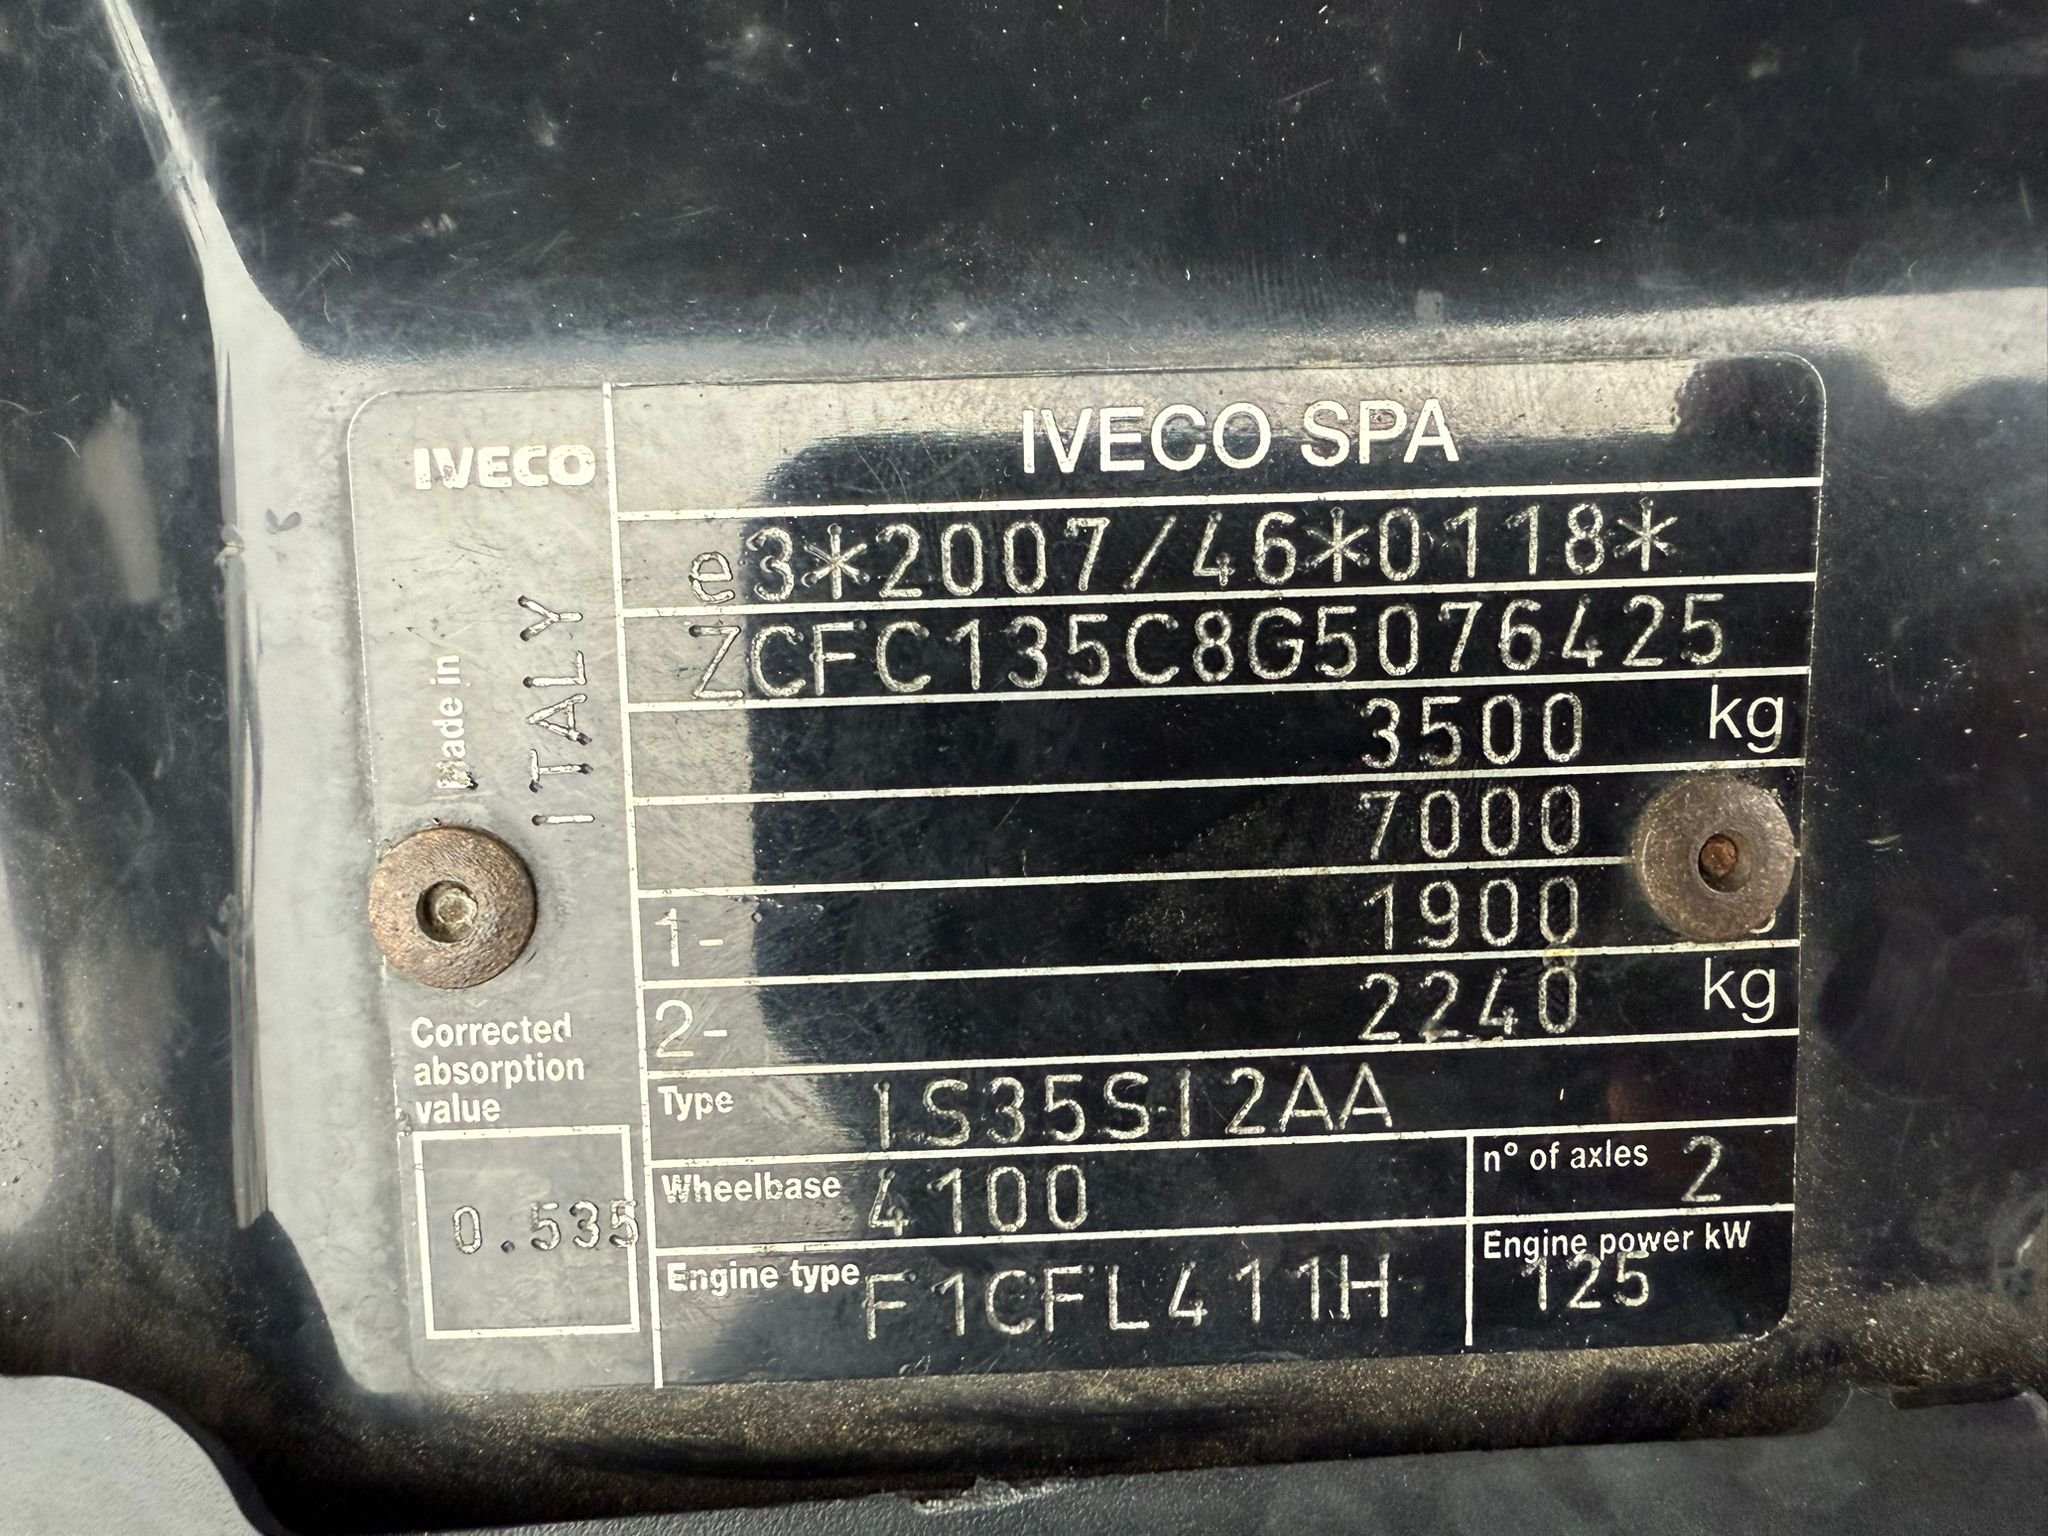 IVECO
IVECO SPA
e3*2007/46*0118*
ZCFC135C8G5076425
3500 kg
7000
1- 1900
2- 2240 kg
Made in
ITALY
Corrected
absorption
value
0.535
Type IS35SI2AA
Wheelbase 4100
n° of axles 2
Engine type F1CFL411H
Engine power kW
125